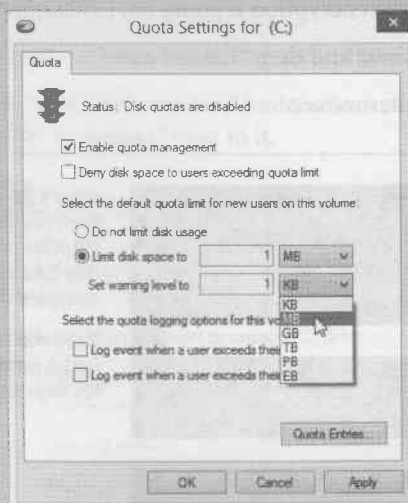 Quota Settings for (C:)
Quota
Status: Disk quotas are disabled
Enable quota management
Deny disk space to users exceeding quota limit
Select the default quota limit for new users on this volume:
Do not limit disk usage
Limit disk space to 1 MB
Set warning level to 1 KB
KB
Select the quota logging options for this vo MB
GB
Log event when a user exceeds their TB
PB
Log event when a user exceeds their EB
Quota Entries...
OK Cancel Apply